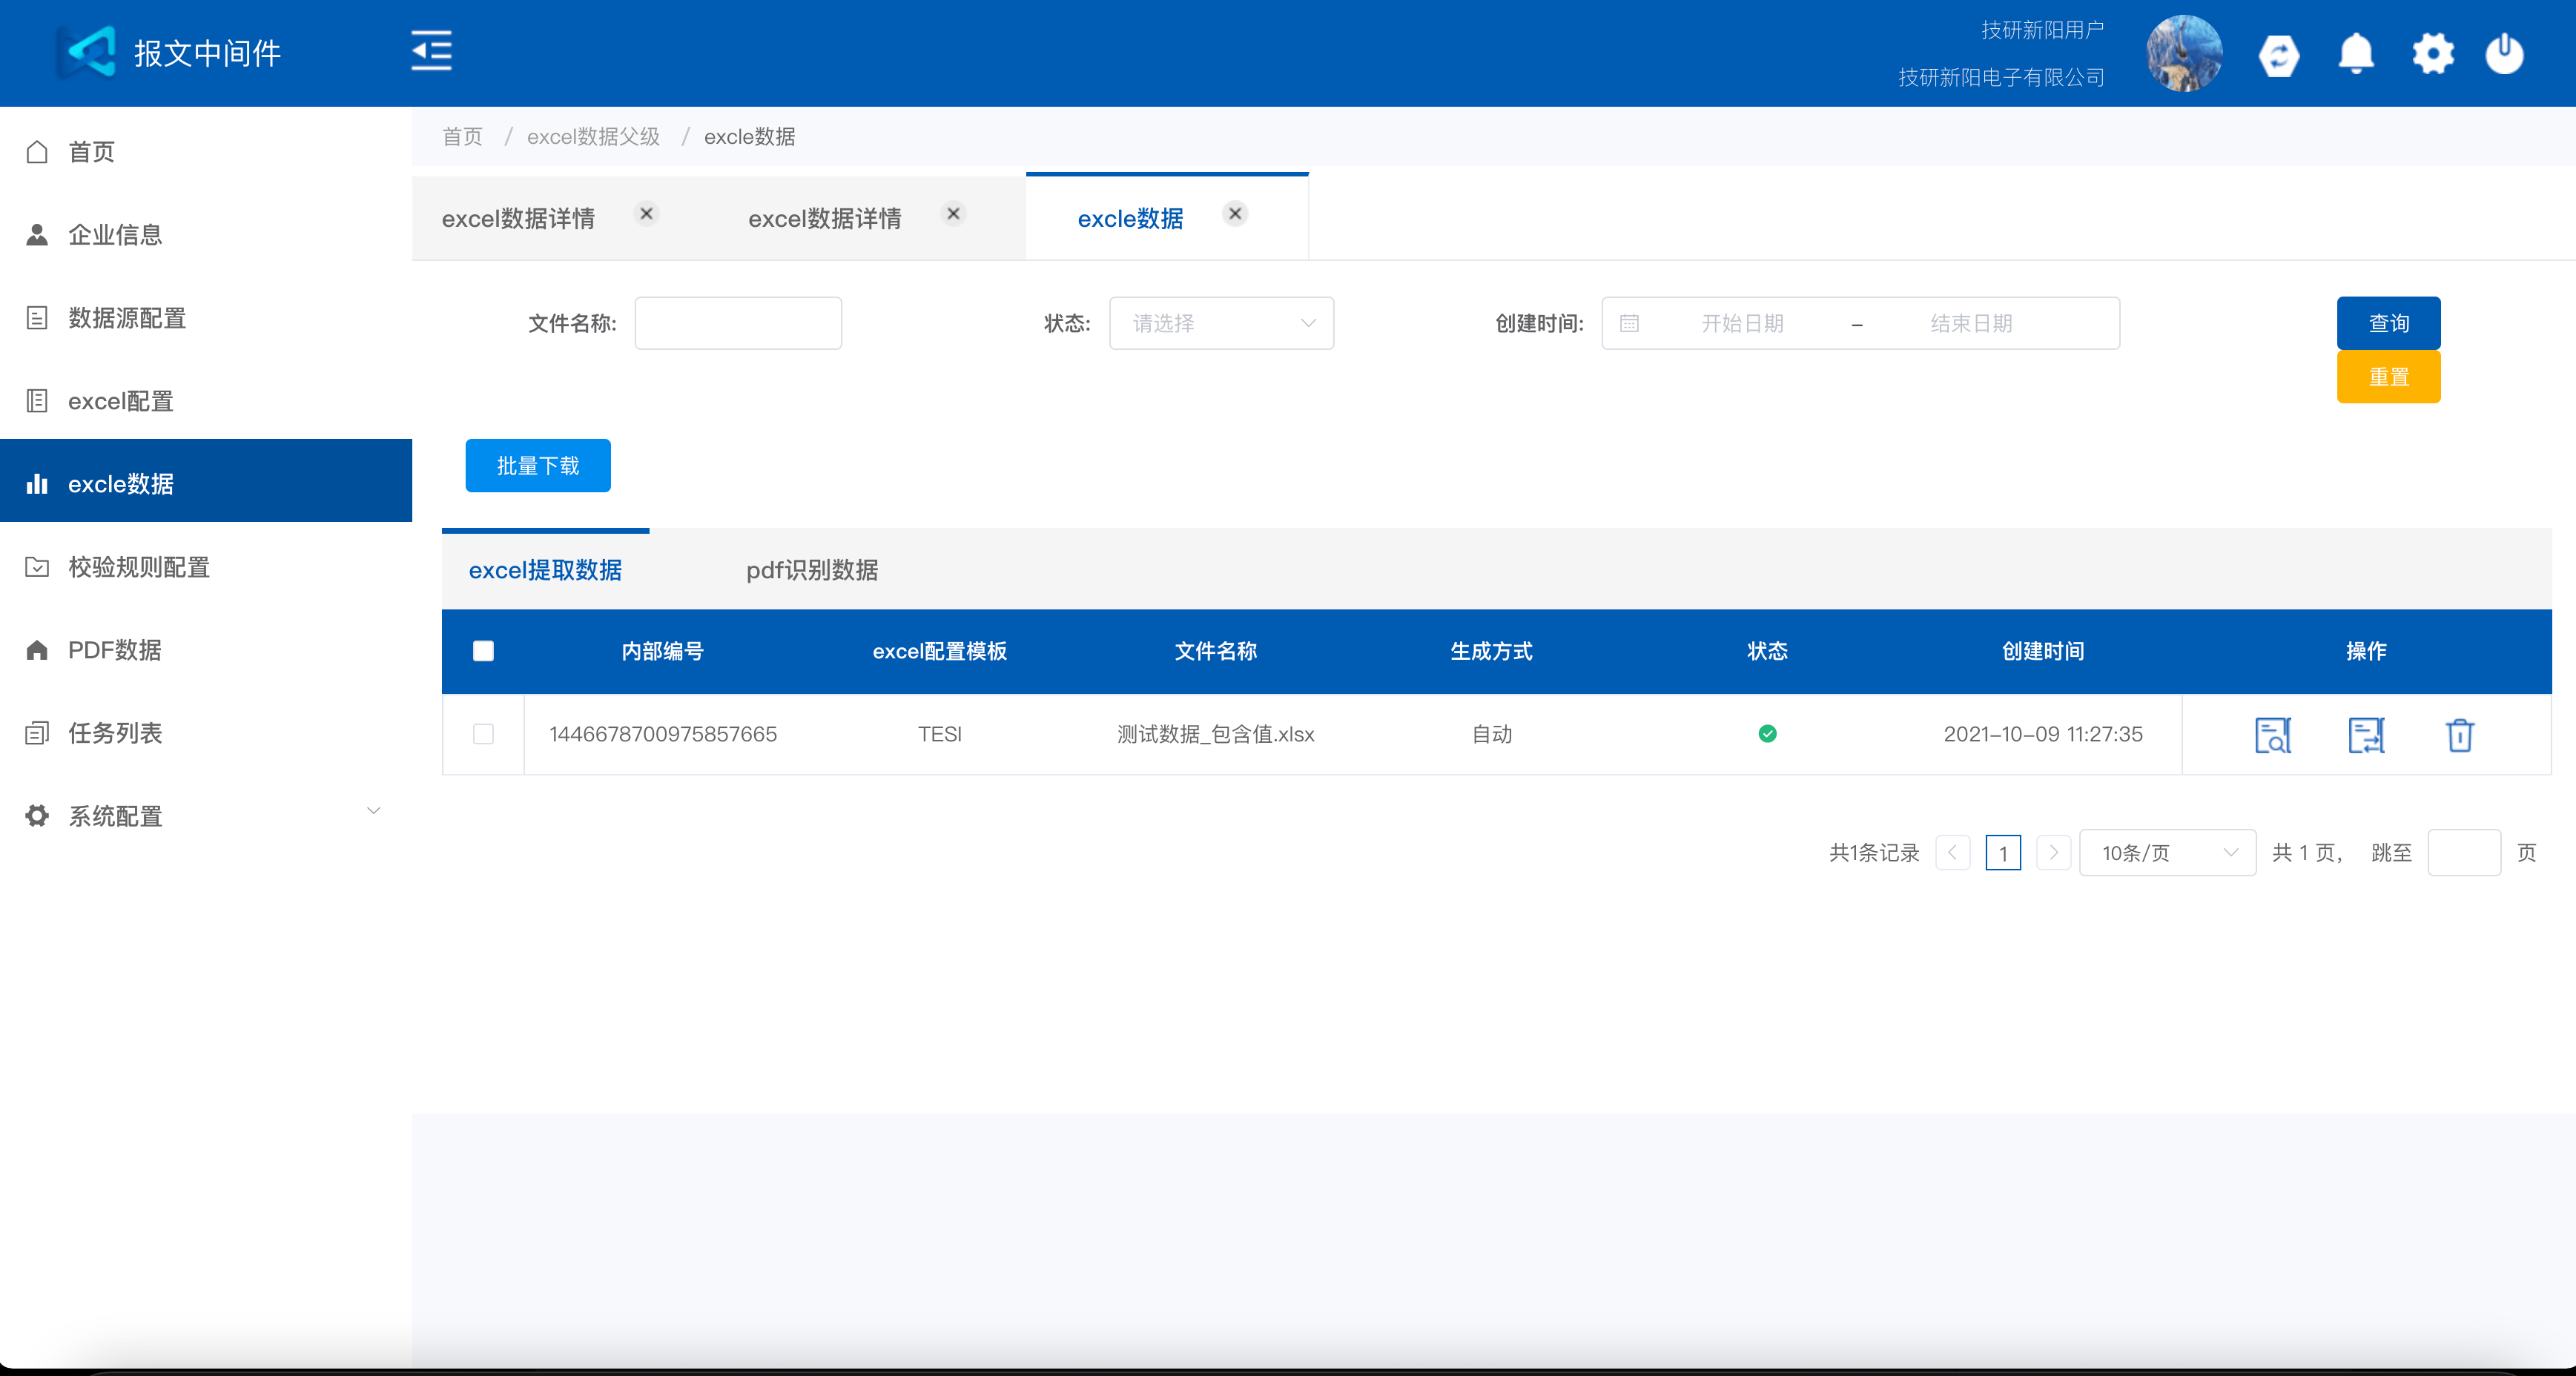 报文中间件
技研新阳用户
技研新阳电子有限公司
首页
企业信息
数据源配置
excel配置
excle数据
校验规则配置
PDF数据
任务列表
系统配置
首页 / excel数据父级 / excle数据
excel数据详情 excel数据详情 excle数据
文件名称: 状态: 请选择 创建时间: 开始日期 – 结束日期 查询
重置
批量下载
excel提取数据 pdf识别数据
内部编号 excel配置模板 文件名称 生成方式 状态 创建时间 操作
1446678700975857665 TESI 测试数据_包含值.xlsx 自动 2021-10-09 11:27:35
共1条记录 1 10条/页 共 1 页, 跳至 页